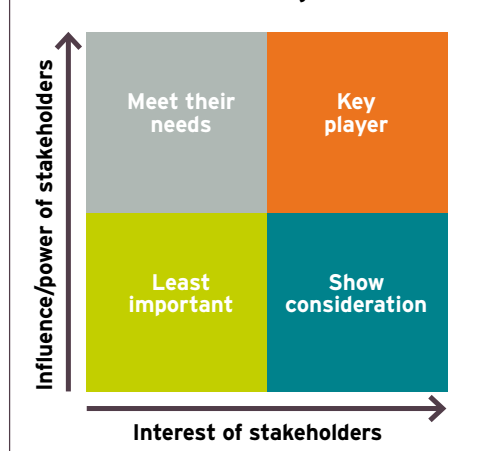 Influence/power of stakeholders
Meet their
needs
Key
player
Least
important
Show
consideration
Interest of stakeholders